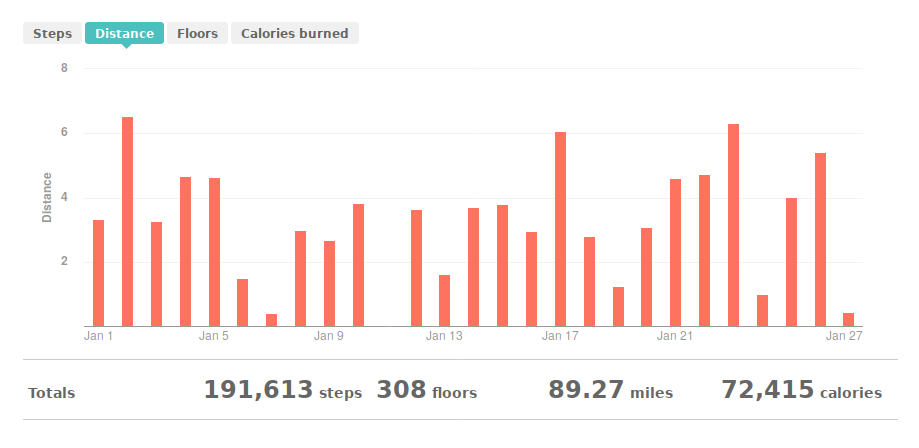 Steps Distance Floors Calories burned
8
6
4
2
Distance
Jan 1 Jan 5 Jan 9 Jan 13 Jan 17 Jan 21 Jan 27
Totals 191,613 steps 308 floors 89.27 miles 72,415 calories